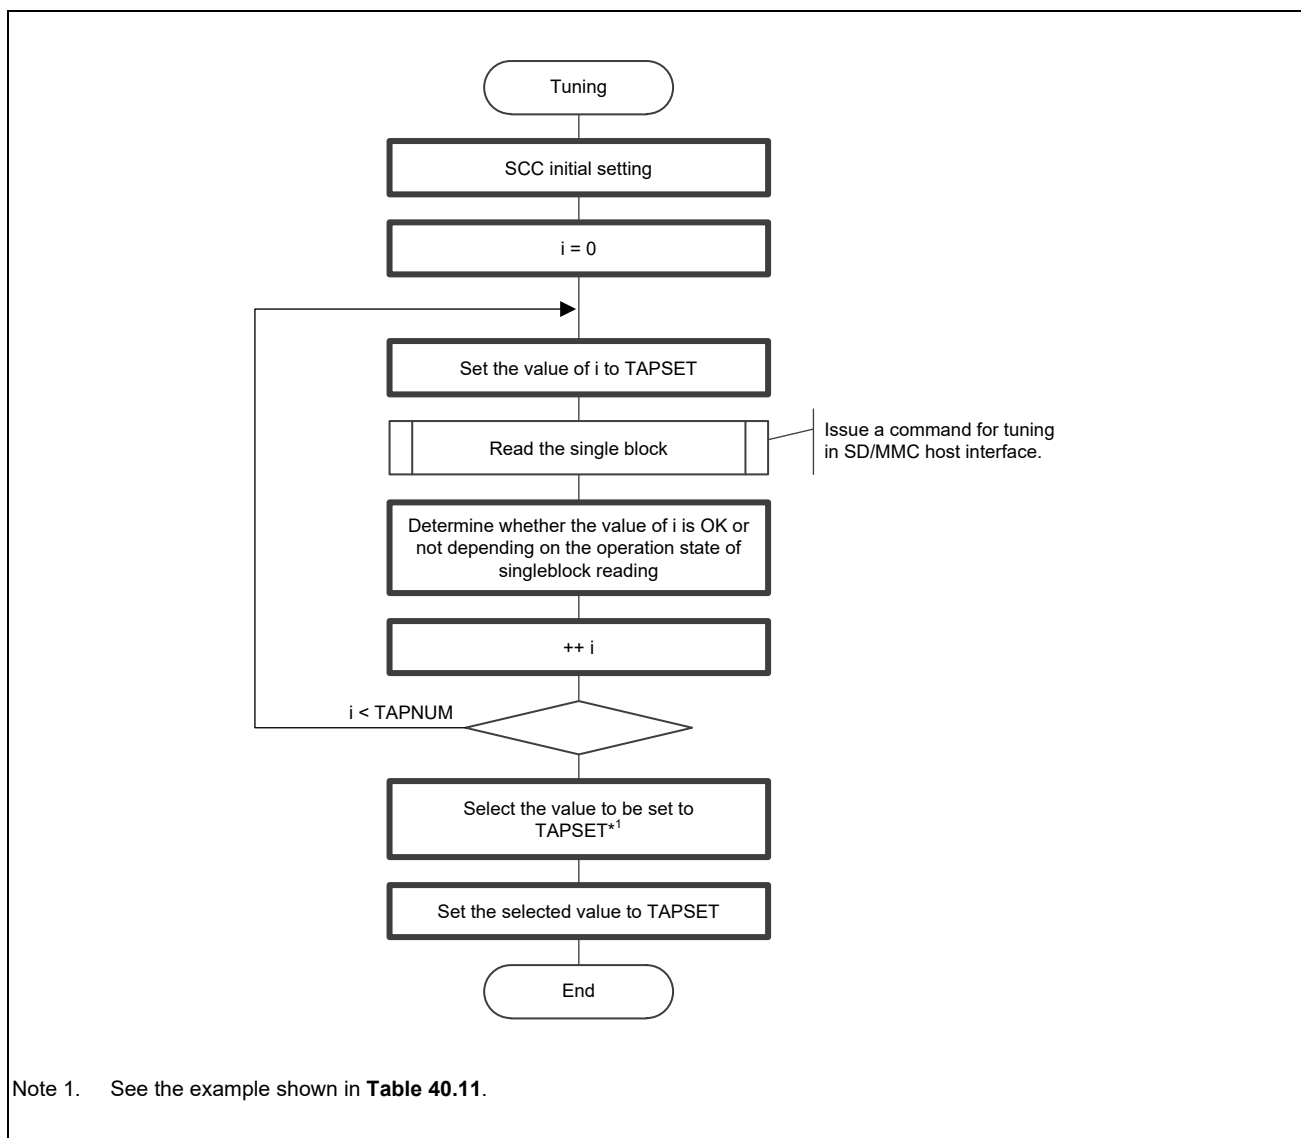 Tuning
SCC initial setting
i = 0
Set the value of i to TAPSET
Read the single block
Issue a command for tuning
in SD/MMC host interface.
Determine whether the value of i is OK or
not depending on the operation state of
singleblock reading
++ i
i < TAPNUM
Select the value to be set to
TAPSET*1
Set the selected value to TAPSET
End
Note 1. See the example shown in Table 40.11.